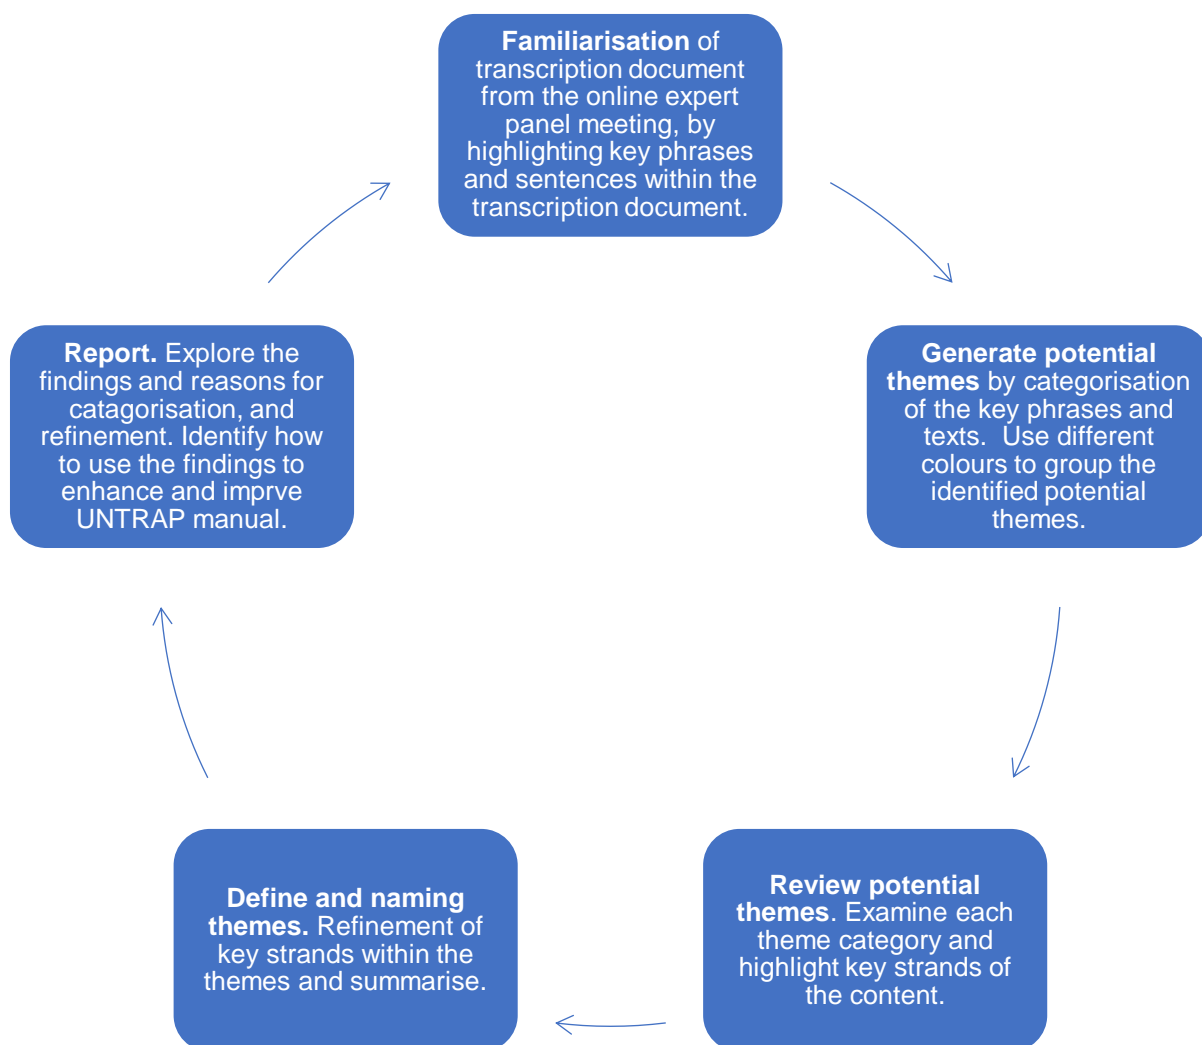 Familiarisation of
transcription document
from the online expert
panel meeting, by
highlighting key phrases
and sentences within the
transcription document.
Generate potential
themes by categorisation
of the key phrases and
texts.  Use different
colours to group the
identified potential
themes.
Review potential
themes. Examine each
theme category and
highlight key strands of
the content.
Define and naming
themes. Refinement of
key strands within the
themes and summarise.
Report. Explore the
findings and reasons for
catagorisation, and
refinement. Identify how
to use the findings to
enhance and imprve
UNTRAP manual.